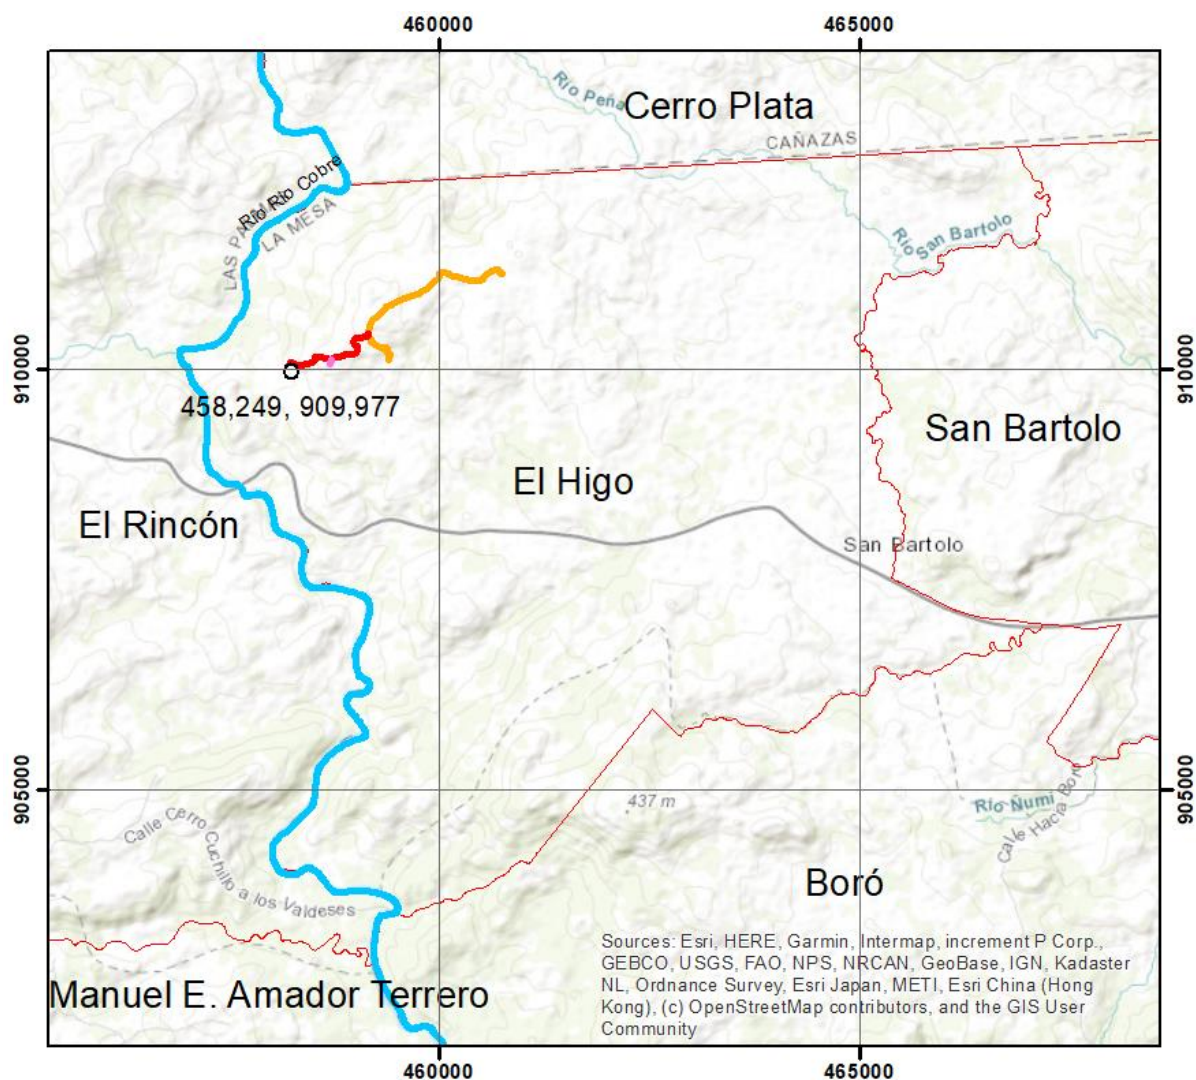 460000
465000
Río Peña
Cerro Plata
CAÑAZAS
Río Río Cobre
LAS PA
LA MESA
Río San Bartolo
910000
910000
458,249, 909,977
San Bartolo
El Higo
El Rincón
San Bartolo
905000
905000
437 m
Río Ñumi
Calle Hacia Boró
Calle Cerro Cuchillo a los Valdeses
Boró
Sources: Esri, HERE, Garmin, Intermap, increment P Corp.,
GEBCO, USGS, FAO, NPS, NRCAN, GeoBase, IGN, Kadaster
NL, Ordnance Survey, Esri Japan, METI, Esri China (Hong
Kong), (c) OpenStreetMap contributors, and the GIS User
Community
Manuel E. Amador Terrero
460000
465000